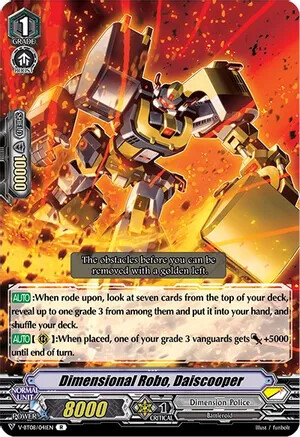 1
GRADE
BOOST
SHIELD
10000
The obstacles before you can be
removed with a golden left.
AUTO:When rode upon, look at seven cards from the top of your deck,
reveal up to one grade 3 from among them and put it into your hand, and
shuffle your deck.
AUTO[ ]:When placed, one of your grade 3 vanguards gets +5000
until end of turn.
Dimensional Robo, Daiscooper
NORMAL
UNIT
POWER
8000
1
CRITICAL
Dimension Police
Battleroid
V-BT08/041EN R
Illust / funbolt